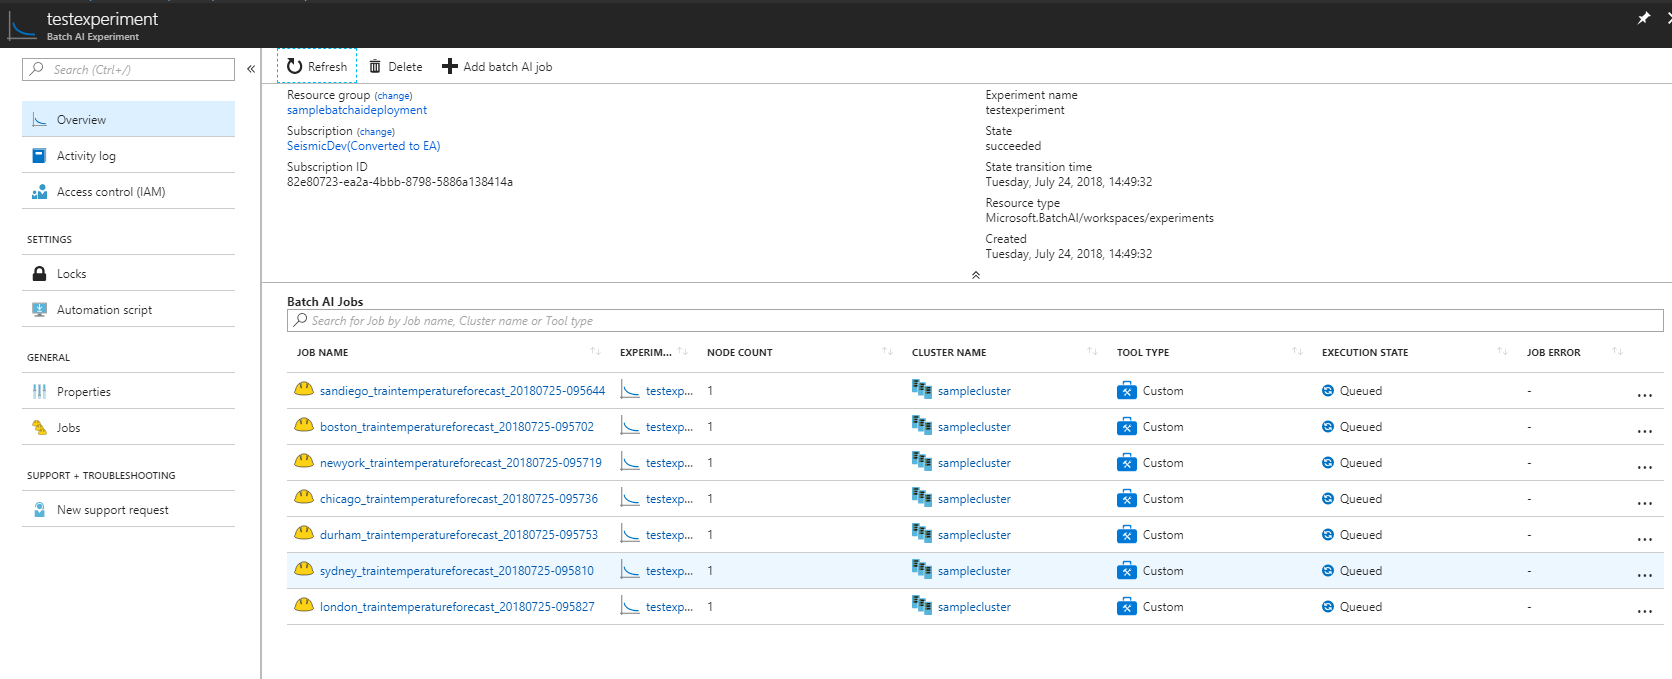 testexperiment
Batch AI Experiment
Search (Ctrl+/)
Overview
Activity log
Access control (IAM)
SETTINGS
Locks
Automation script
GENERAL
Properties
Jobs
SUPPORT + TROUBLESHOOTING
New support request
Refresh Delete Add batch AI job
Resource group (change)
samplebatchaideployment
Subscription (change)
SeismicDev(Converted to EA)
Subscription ID
82e80723-ea2a-4bbb-8798-5886a138414a
Experiment name
testexperiment
State
succeeded
State transition time
Tuesday, July 24, 2018, 14:49:32
Resource type
Microsoft.BatchAI/workspaces/experiments
Created
Tuesday, July 24, 2018, 14:49:32
Batch AI Jobs
Search for Job by Job name, Cluster name or Tool type
JOB NAME EXPERIM... NODE COUNT CLUSTER NAME TOOL TYPE EXECUTION STATE JOB ERROR
sandiego_traintemperatureforecast_20180725-095644 testexp... 1 samplecluster Custom Queued - ...
boston_traintemperatureforecast_20180725-095702 testexp... 1 samplecluster Custom Queued - ...
newyork_traintemperatureforecast_20180725-095719 testexp... 1 samplecluster Custom Queued - ...
chicago_traintemperatureforecast_20180725-095736 testexp... 1 samplecluster Custom Queued - ...
durham_traintemperatureforecast_20180725-095753 testexp... 1 samplecluster Custom Queued - ...
sydney_traintemperatureforecast_20180725-095810 testexp... 1 samplecluster Custom Queued - ...
london_traintemperatureforecast_20180725-095827 testexp... 1 samplecluster Custom Queued - ...